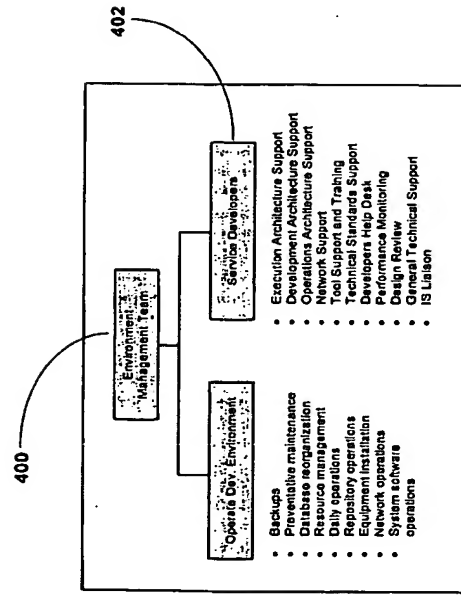 400
402
Environment
Management Team
Operate Dev. Environment
Service Developers
• Backups
• Preventative maintenance
• Database reorganization
• Resource management
• Daily operations
• Repository operations
• Equipment installation
• Network operations
• System software
operations
• Execution Architecture Support
• Development Architecture Support
• Operations Architecture Support
• Network Support
• Tool Support and Training
• Technical Standards Support
• Developers Help Desk
• Performance Monitoring
• Design Review
• General Technical Support
• IS Liaison